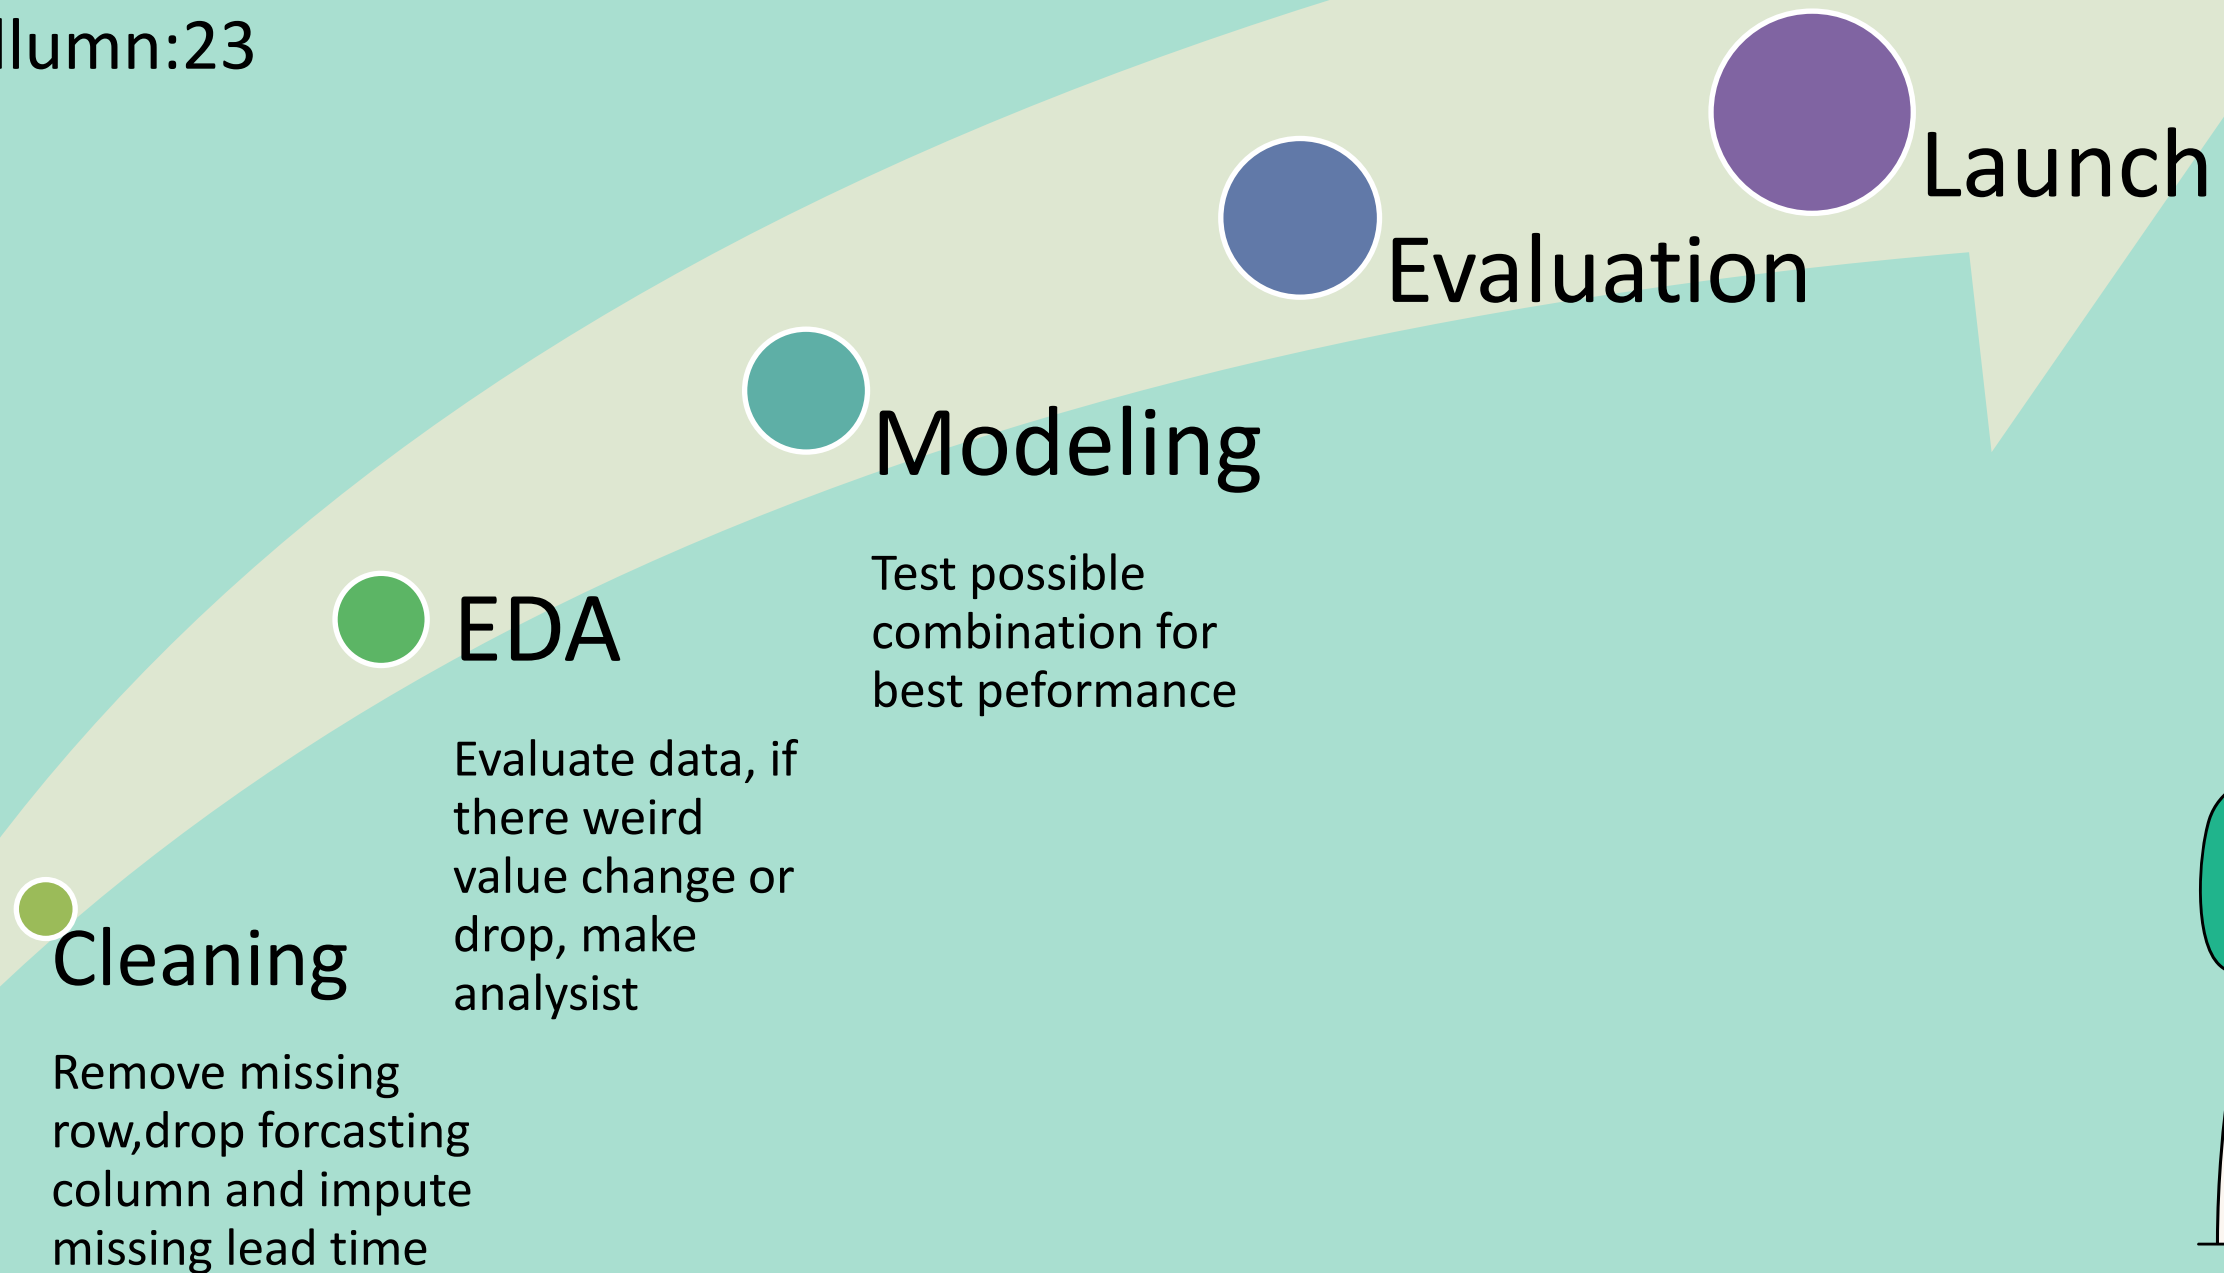 llumn:23
Launch
Evaluation
Modeling
Test possible
combination for
best peformance
EDA
Evaluate data, if
there weird
value change or
drop, make
analysist
Cleaning
Remove missing
row,drop forcasting
column and impute
missing lead time